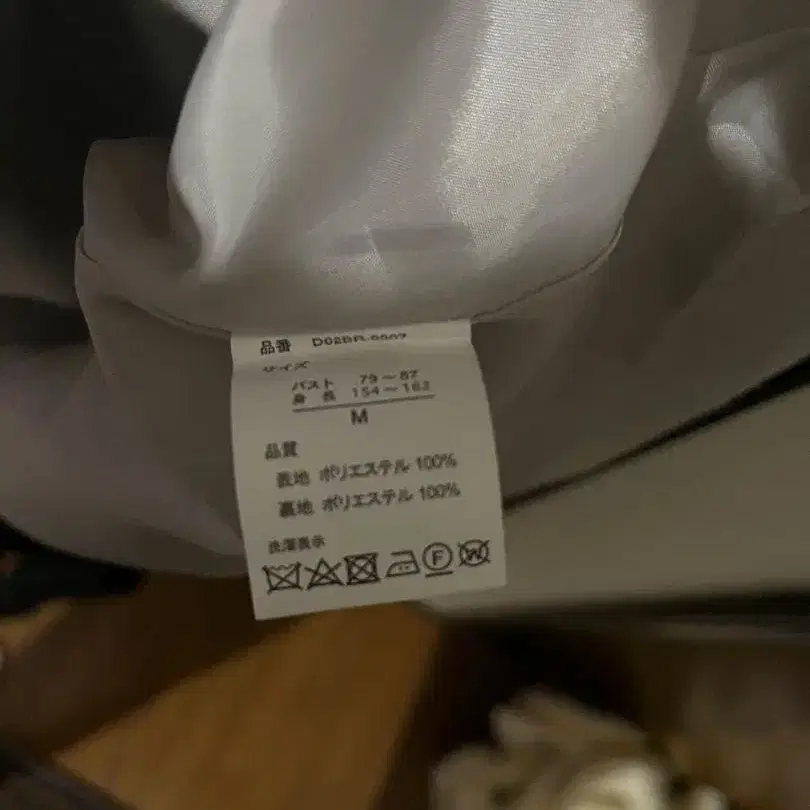 品番
サイズ
バスト 79～87
身長 154～162
M
品質
表地 ポリエステル 100%
裏地 ポリエステル 100%
洗濯表示
F W